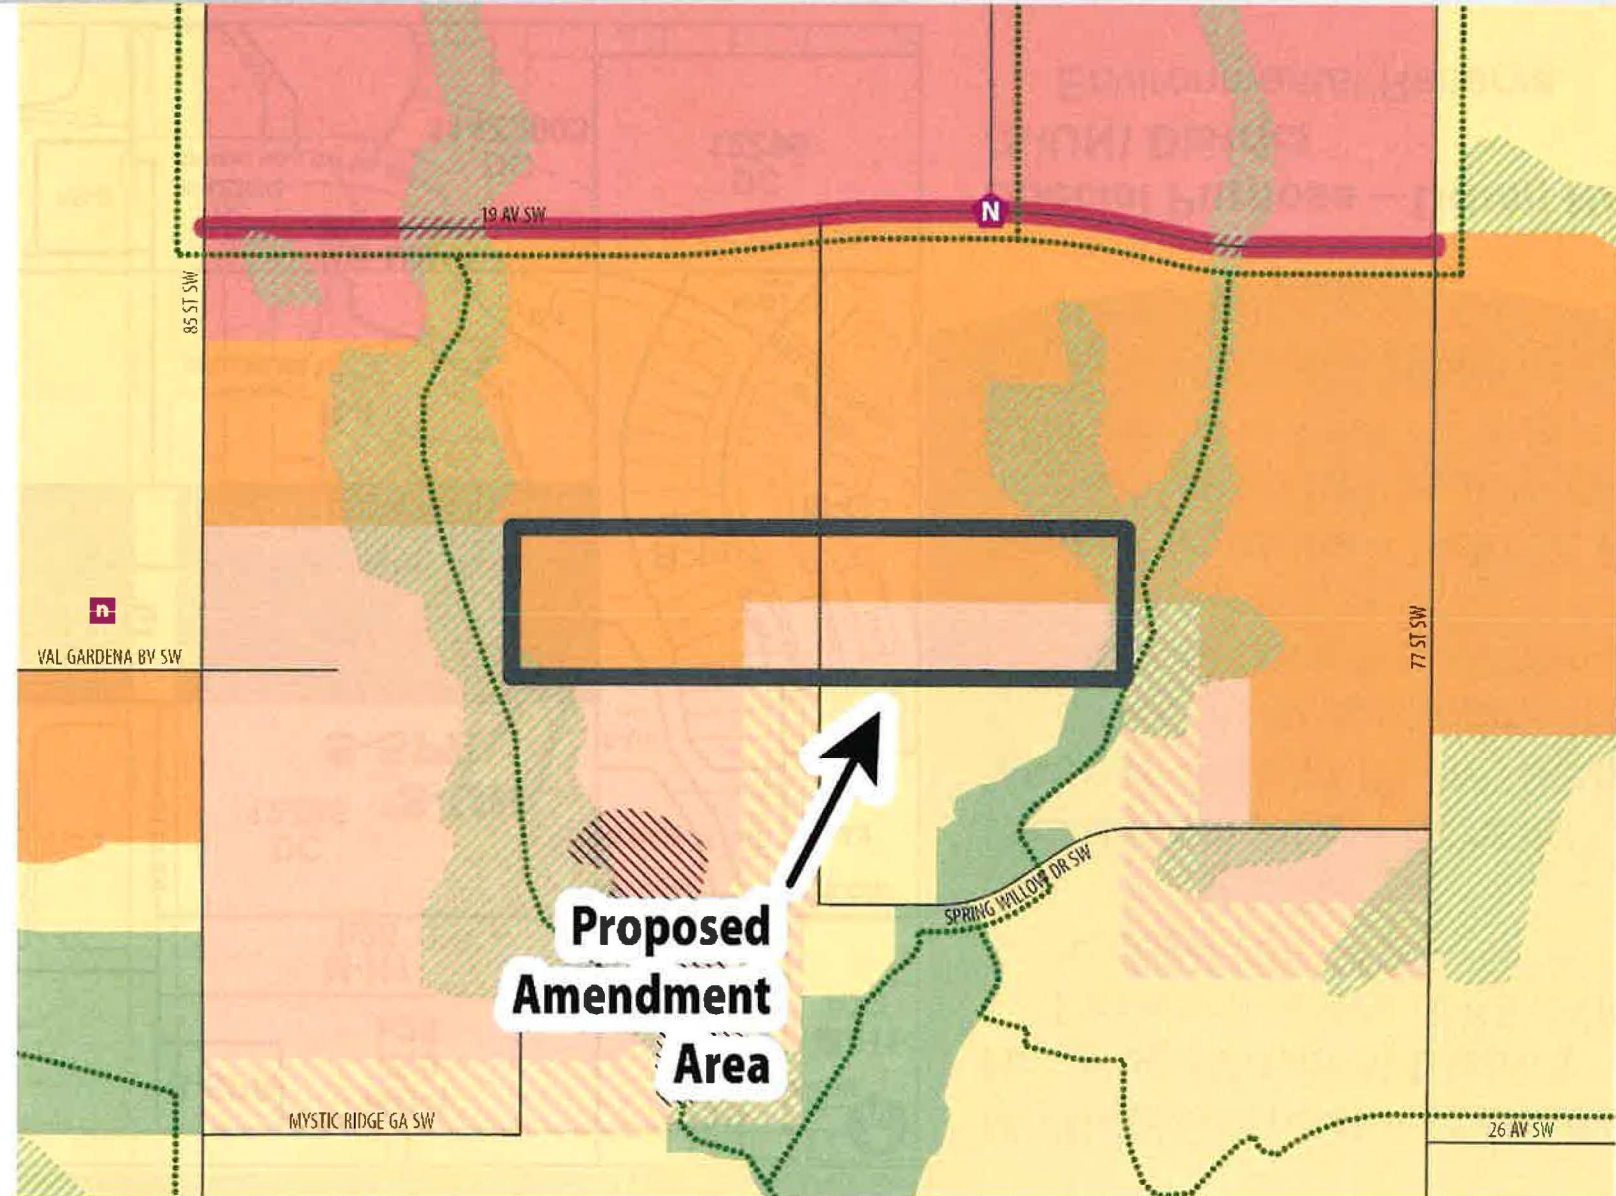 19 AV SW
N
85 ST SW
n
VAL GARDENA BV SW
77 ST SW
SPRING WILLOW DR SW
Proposed
Amendment
Area
MYSTIC RIDGE GA SW
26 AV SW